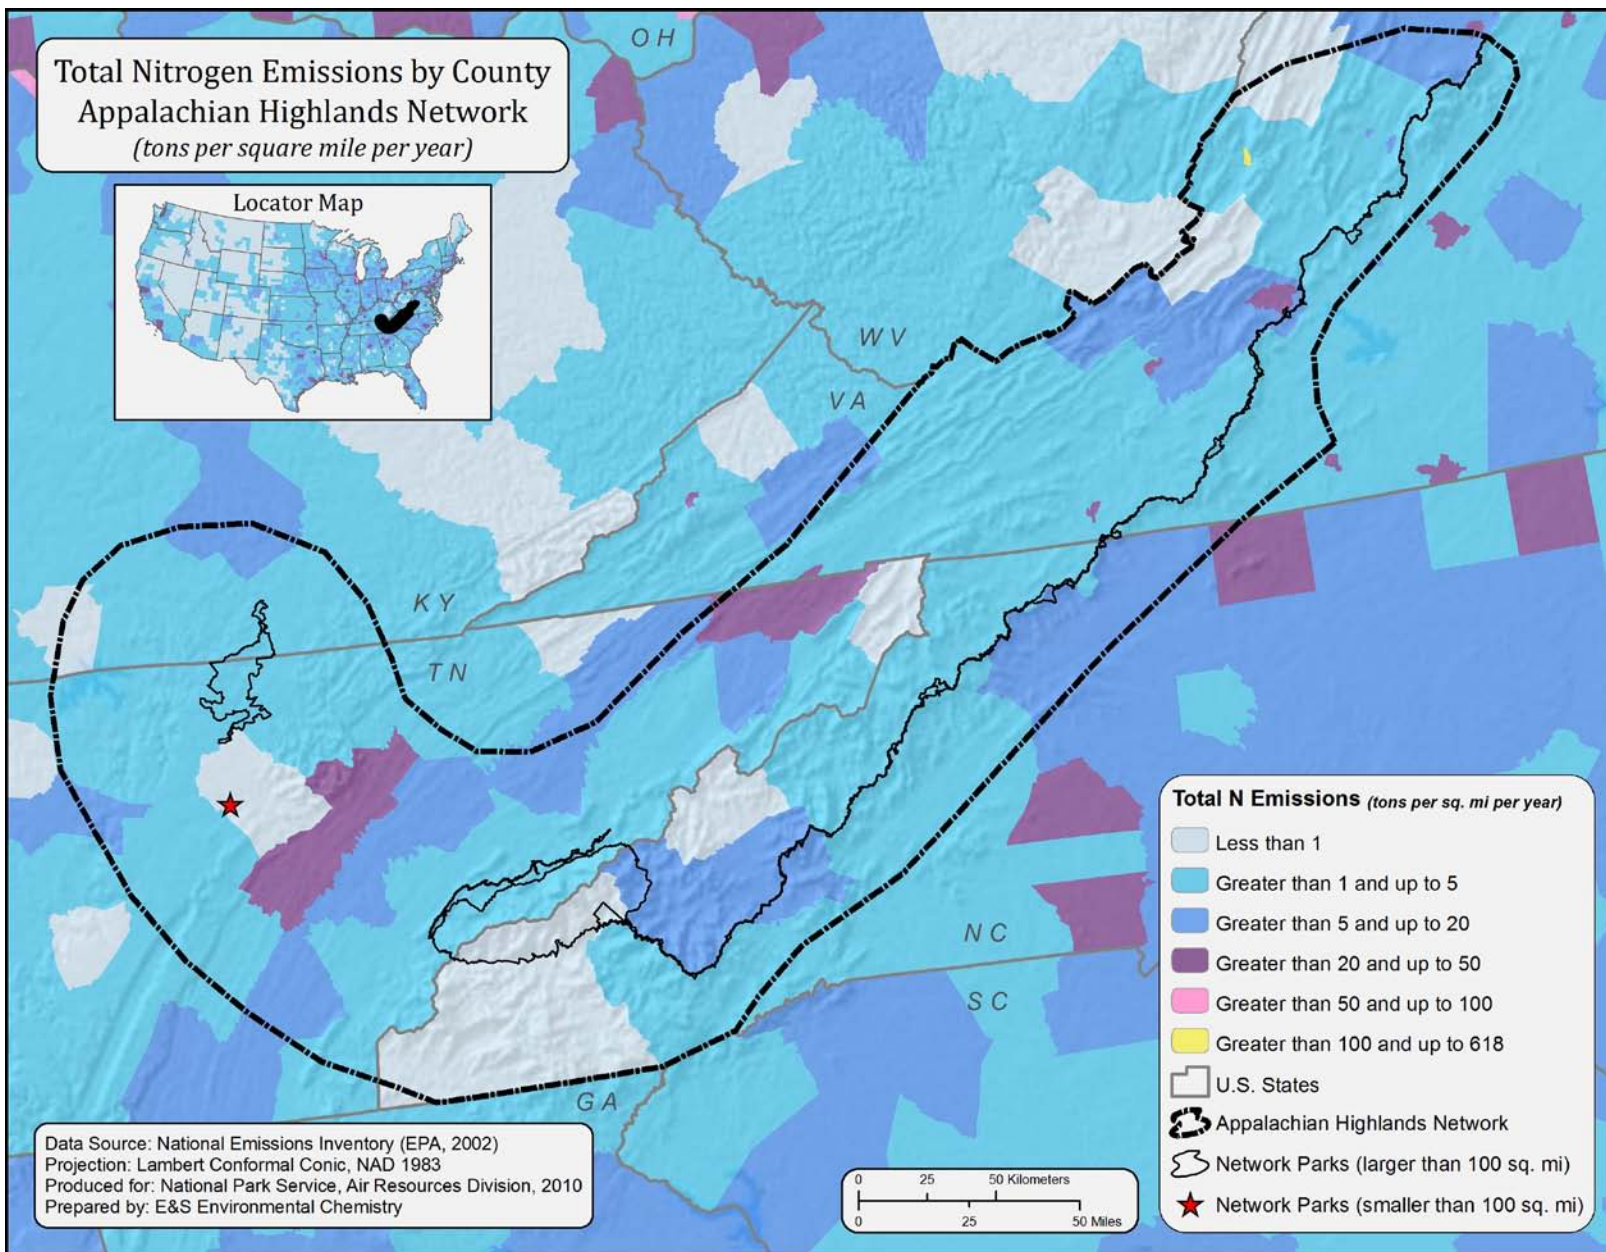 Total Nitrogen Emissions by County
Appalachian Highlands Network
(tons per square mile per year)
Locator Map
OH
WV
VA
KY
TN
NC
SC
GA
Total N Emissions (tons per sq. mi per year)
Less than 1
Greater than 1 and up to 5
Greater than 5 and up to 20
Greater than 20 and up to 50
Greater than 50 and up to 100
Greater than 100 and up to 618
U.S. States
Appalachian Highlands Network
Network Parks (larger than 100 sq. mi)
Network Parks (smaller than 100 sq. mi)
Data Source: National Emissions Inventory (EPA, 2002)
Projection: Lambert Conformal Conic, NAD 1983
Produced for: National Park Service, Air Resources Division, 2010
Prepared by: E&S Environmental Chemistry
0 25 50 Kilometers
0 25 50 Miles